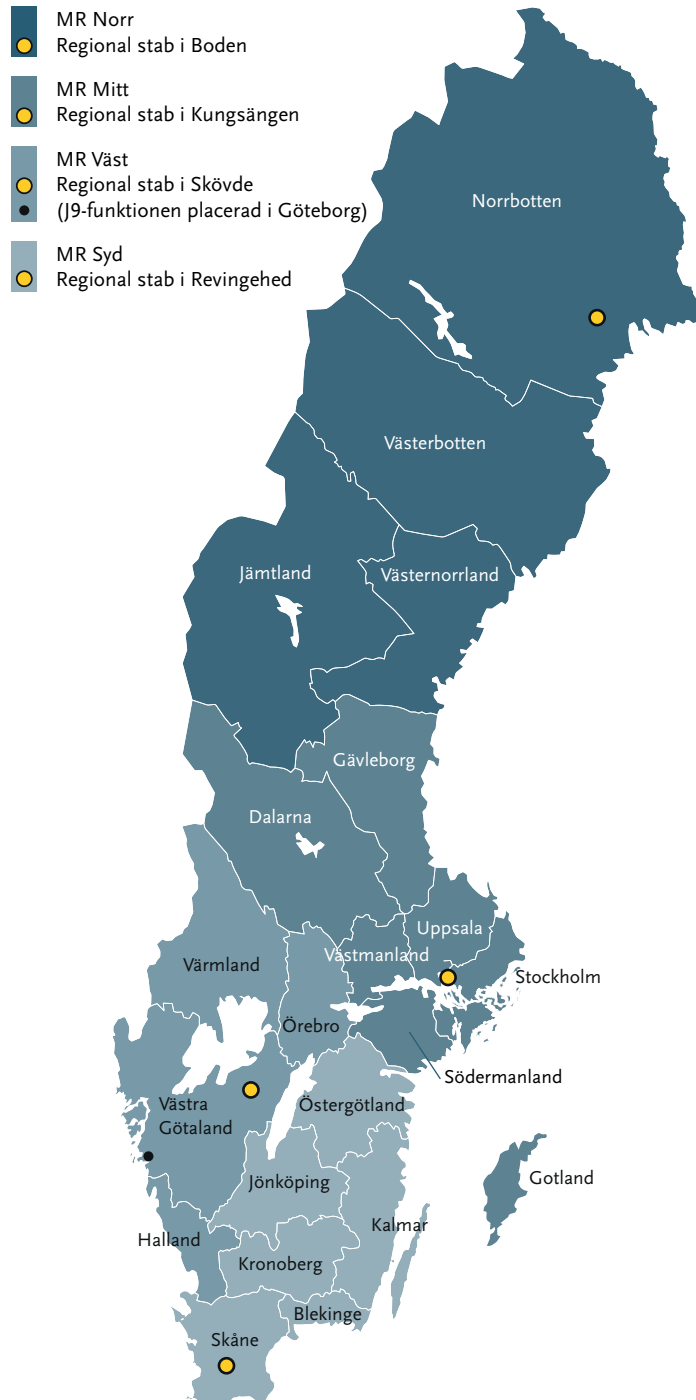 MR Norr
Regional stab i Boden
MR Mitt
Regional stab i Kungsängen
MR Väst
Regional stab i Skövde
(J9-funktionen placerad i Göteborg)
MR Syd
Regional stab i Revingehed
Norrbotten
Västerbotten
Jämtland
Västernorrland
Gävleborg
Dalarna
Uppsala
Västmanland
Värmland
Stockholm
Örebro
Södermanland
Västra
Götaland
Östergötland
Jönköping
Gotland
Kalmar
Halland
Kronoberg
Blekinge
Skåne